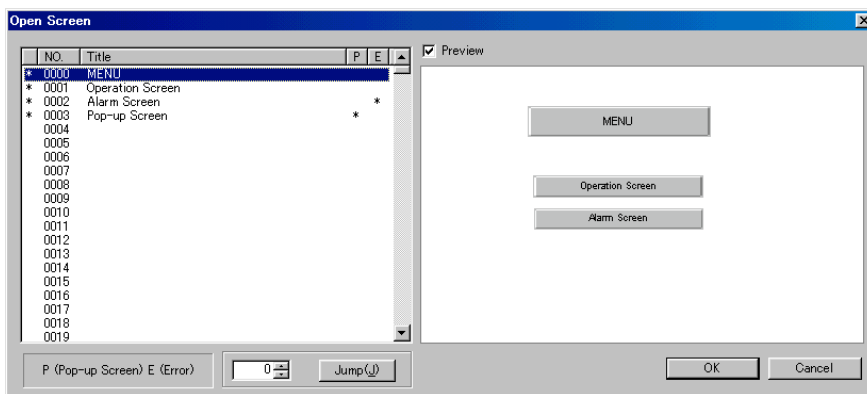 Open Screen
NO. Title P E
* 0000 MENU
* 0001 Operation Screen
* 0002 Alarm Screen *
* 0003 Pop-up Screen *
0004
0005
0006
0007
0008
0009
0010
0011
0012
0013
0014
0015
0016
0017
0018
0019
P (Pop-up Screen) E (Error)
0
Jump(J)
Preview
MENU
Operation Screen
Alarm Screen
OK
Cancel